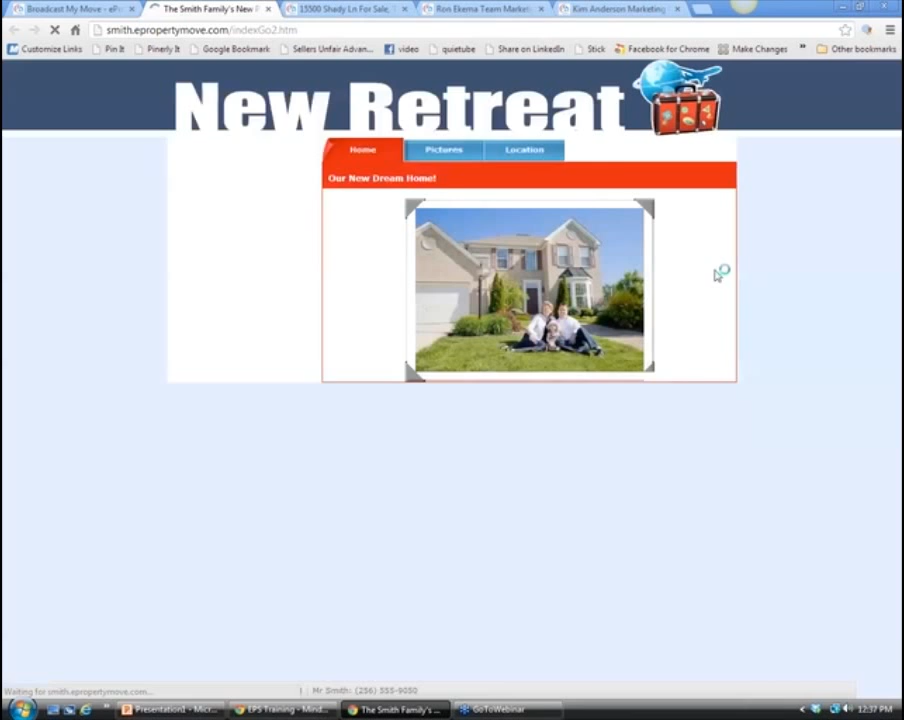 Broadcast My Move - eP
The Smith Family's New
15500 Shady Ln For Sale,
Ron Ekema Team Market
Kim Anderson Marketing
smith.epropertymove.com/indexGo2.htm
Customize Links
Pin It
Pinerly It
Google Bookmark
Sellers Unfair Advan...
video
quietube
Share on LinkedIn
Stick
Facebook for Chrome
Make Changes
»
Other bookmarks
New Retreat
Home
Pictures
Location
Our New Dream Home!
Waiting for smith.epropertymove.com...
Mr Smith: (256) 555-9050
Presentation1 - Micr...
EPS Training - Mind...
The Smith Family's...
GoToWebinar
12:37 PM